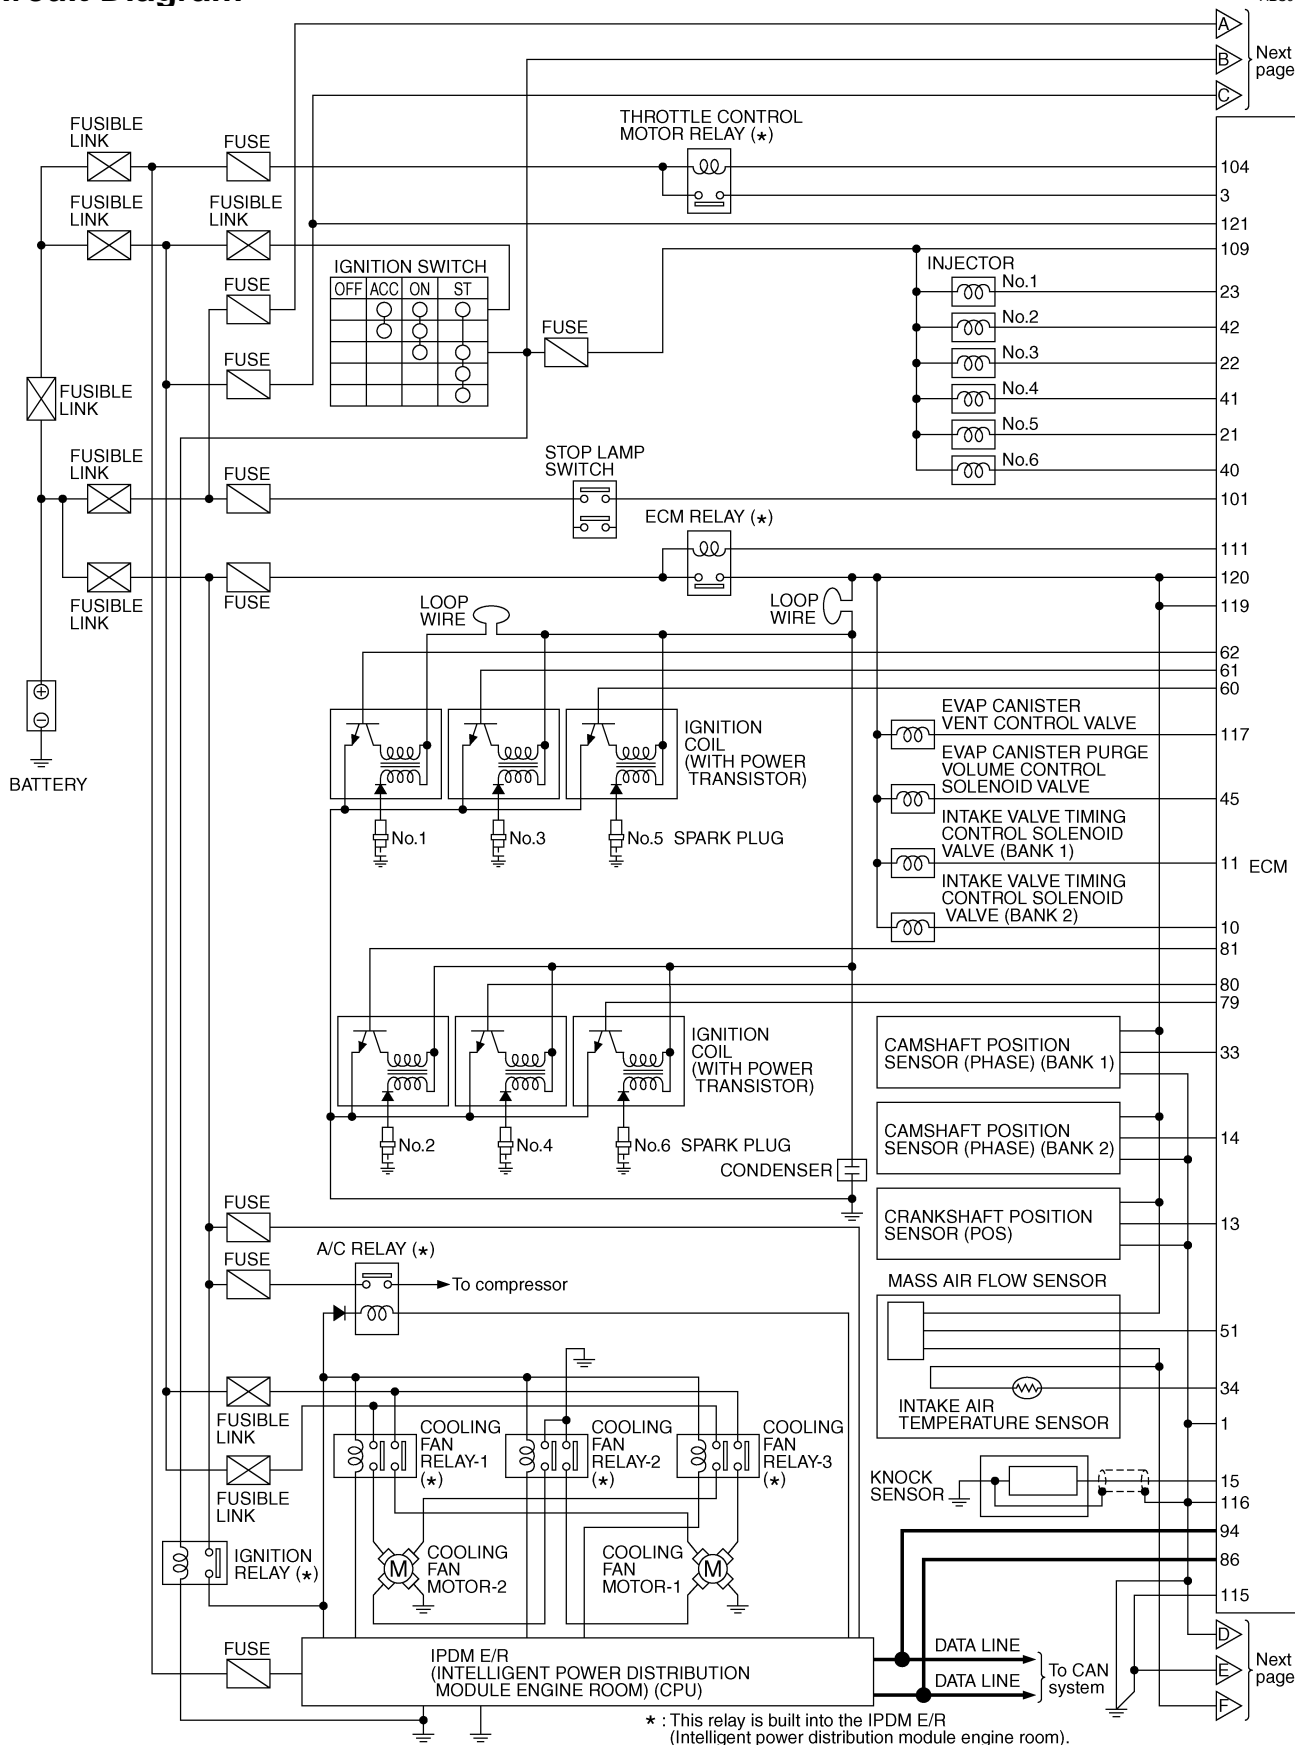 A
B
Next
page
C
THROTTLE CONTROL
MOTOR RELAY (*)
FUSIBLE
LINK
FUSE
104
3
FUSIBLE
LINK
FUSIBLE
LINK
121
109
IGNITION SWITCH
OFF ACC ON ST
INJECTOR
No.1
23
FUSE
No.2
42
FUSE
No.3
22
FUSE
No.4
41
FUSIBLE
LINK
No.5
21
No.6
40
FUSIBLE
LINK
FUSE
STOP LAMP
SWITCH
101
ECM RELAY (*)
111
120
FUSIBLE
LINK
FUSE
LOOP
WIRE
LOOP
WIRE
119
62
61
60
BATTERY
IGNITION
COIL
(WITH POWER
TRANSISTOR)
EVAP CANISTER
VENT CONTROL VALVE
117
EVAP CANISTER PURGE
VOLUME CONTROL
SOLENOID VALVE
45
No.1
No.3
No.5 SPARK PLUG
INTAKE VALVE TIMING
CONTROL SOLENOID
VALVE (BANK 1)
11
ECM
INTAKE VALVE TIMING
CONTROL SOLENOID
VALVE (BANK 2)
10
81
80
79
IGNITION
COIL
(WITH POWER
TRANSISTOR)
CAMSHAFT POSITION
SENSOR (PHASE) (BANK 1)
33
No.2
No.4
No.6 SPARK PLUG
CAMSHAFT POSITION
SENSOR (PHASE) (BANK 2)
14
CONDENSER
CRANKSHAFT POSITION
SENSOR (POS)
13
FUSE
FUSE
A/C RELAY (*)
To compressor
MASS AIR FLOW SENSOR
51
34
INTAKE AIR
TEMPERATURE SENSOR
1
FUSIBLE
LINK
FUSIBLE
LINK
COOLING
FAN
RELAY-1
(*)
COOLING
FAN
RELAY-2
(*)
COOLING
FAN
RELAY-3
(*)
KNOCK
SENSOR
15
116
94
86
115
IGNITION
RELAY (*)
M
COOLING
FAN
MOTOR-2
COOLING
FAN
MOTOR-1
M
FUSE
IPDM E/R
(INTELLIGENT POWER DISTRIBUTION
MODULE ENGINE ROOM) (CPU)
DATA LINE
DATA LINE
To CAN
system
D
E
F
Next
page
* : This relay is built into the IPDM E/R
(Intelligent power distribution module engine room).